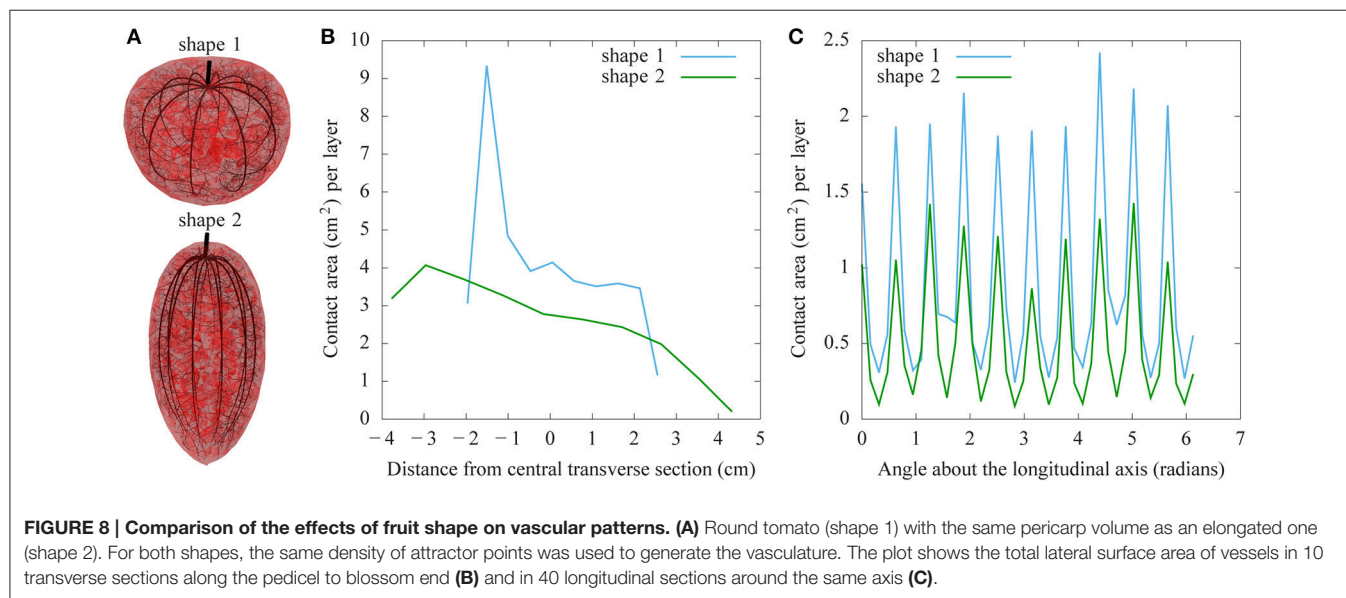 A
shape 1
shape 2
B
10
9
8
7
6
5
4
3
2
1
0
−4
−3
−2
−1
0
1
2
3
4
5
Contact area (cm²) per layer
Distance from central transverse section (cm)
shape 1
shape 2
C
2.5
2
1.5
1
0.5
0
0
1
2
3
4
5
6
7
Contact area (cm²) per layer
Angle about the longitudinal axis (radians)
shape 1
shape 2
FIGURE 8 | Comparison of the effects of fruit shape on vascular patterns. (A) Round tomato (shape 1) with the same pericarp volume as an elongated one
(shape 2). For both shapes, the same density of attractor points was used to generate the vasculature. The plot shows the total lateral surface area of vessels in 10
transverse sections along the pedicel to blossom end (B) and in 40 longitudinal sections around the same axis (C).